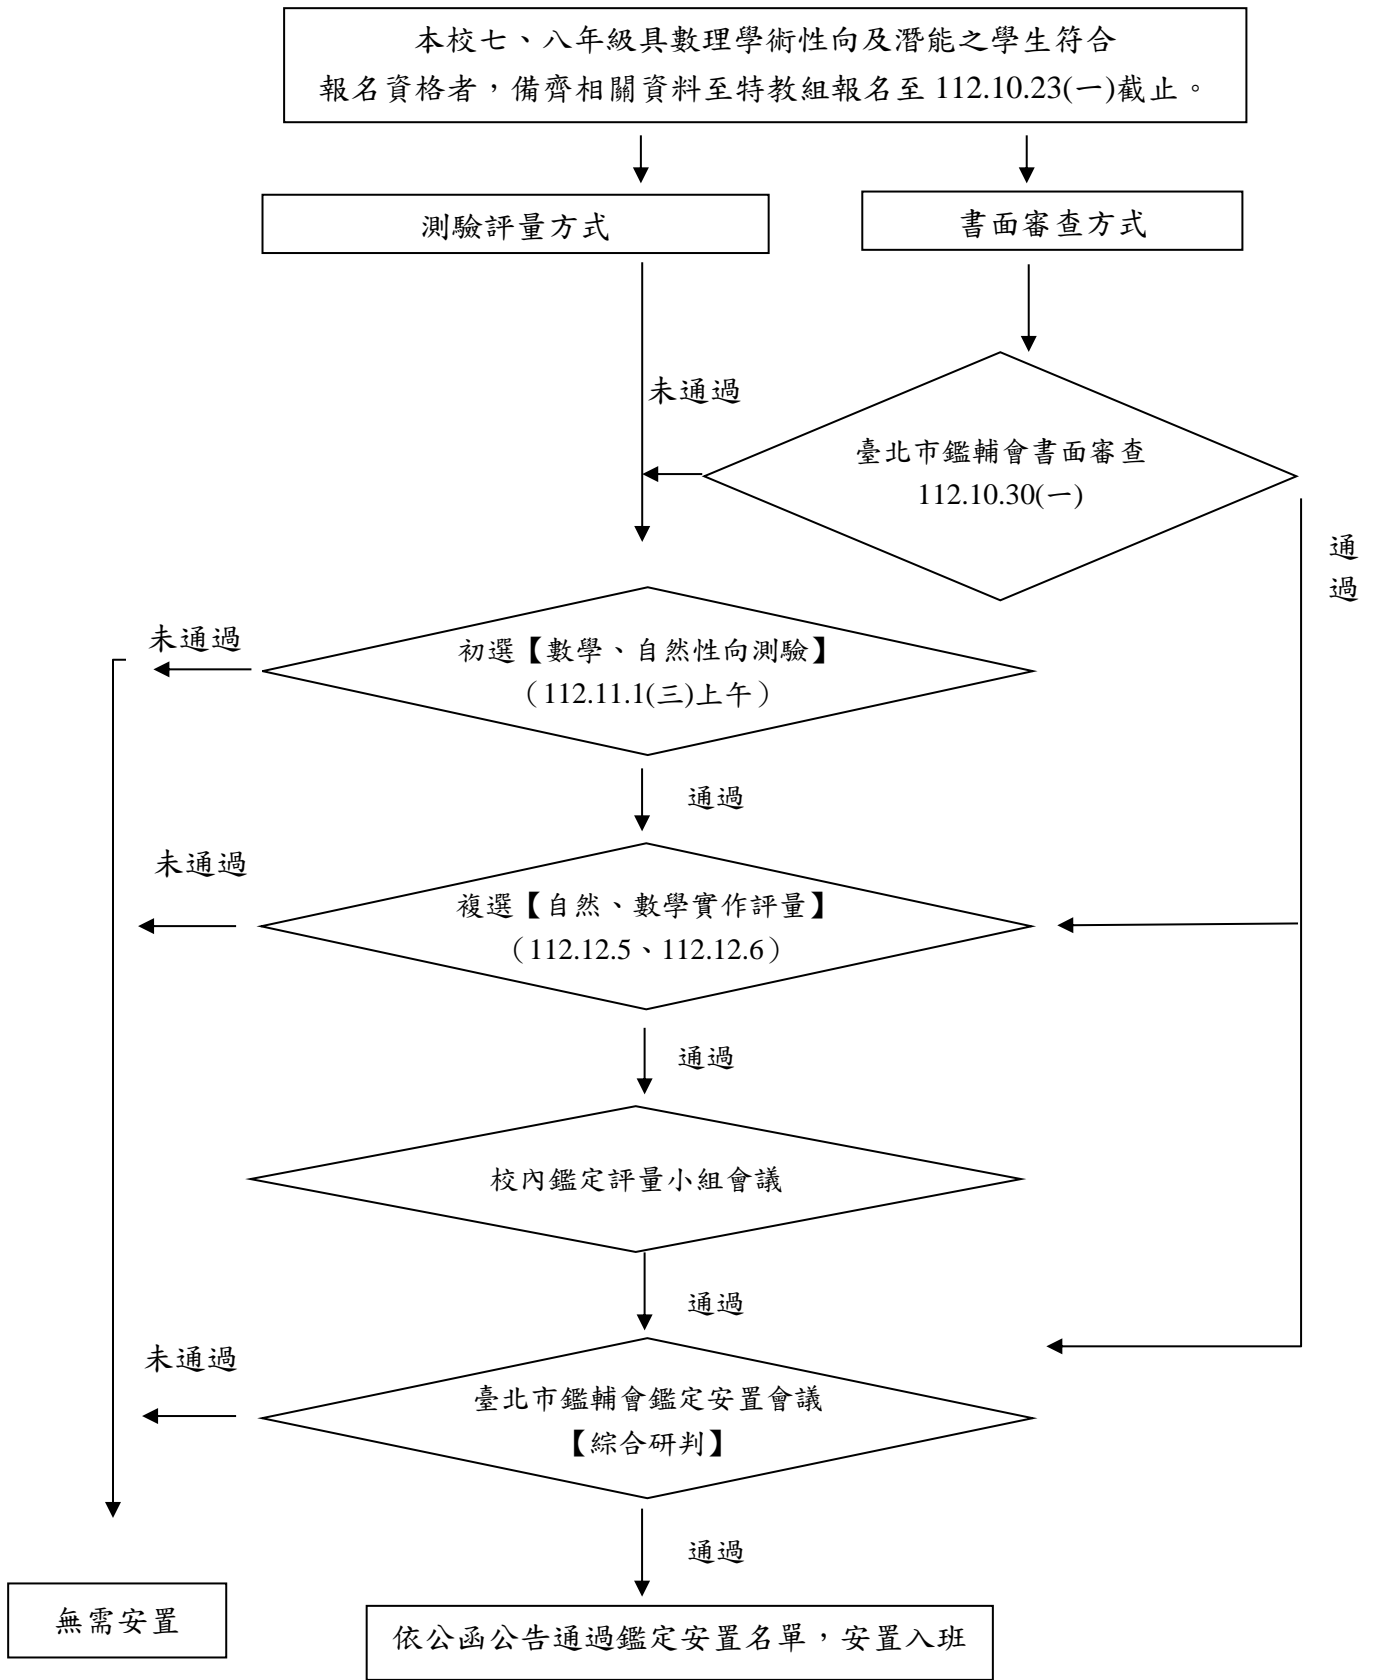 本校七、八年級具數理學術性向及潛能之學生符合
報名資格者，備齊相關資料至特教組報名至 112.10.23(一)截止。
測驗評量方式
書面審查方式
未通過
臺北市鑑輔會書面審查
112.10.30(一)
通
過
未通過
初選【數學、自然性向測驗】
（112.11.1(三)上午）
通過
未通過
複選【自然、數學實作評量】
（112.12.5、112.12.6）
通過
校內鑑定評量小組會議
通過
未通過
臺北市鑑輔會鑑定安置會議
【綜合研判】
通過
無需安置
依公函公告通過鑑定安置名單，安置入班